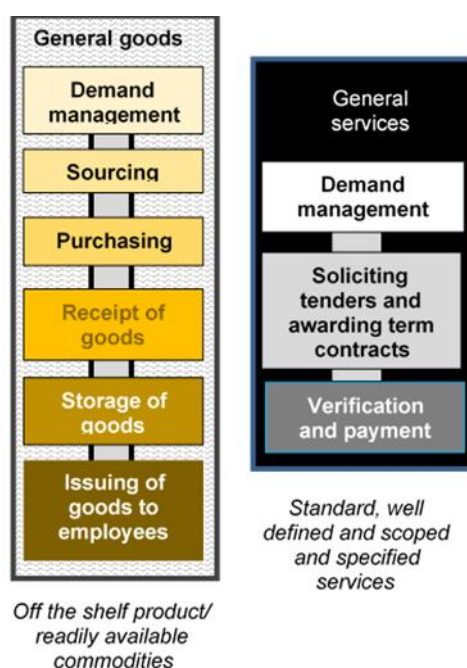 General goods
Demand
management
Sourcing
Purchasing
Receipt of
goods
Storage of
goods
Issuing of
goods to
employees
Off the shelf product/
readily available
commodities
General
services
Demand
management
Soliciting
tenders and
awarding term
contracts
Verification
and payment
Standard, well
defined and scoped
and specified
services